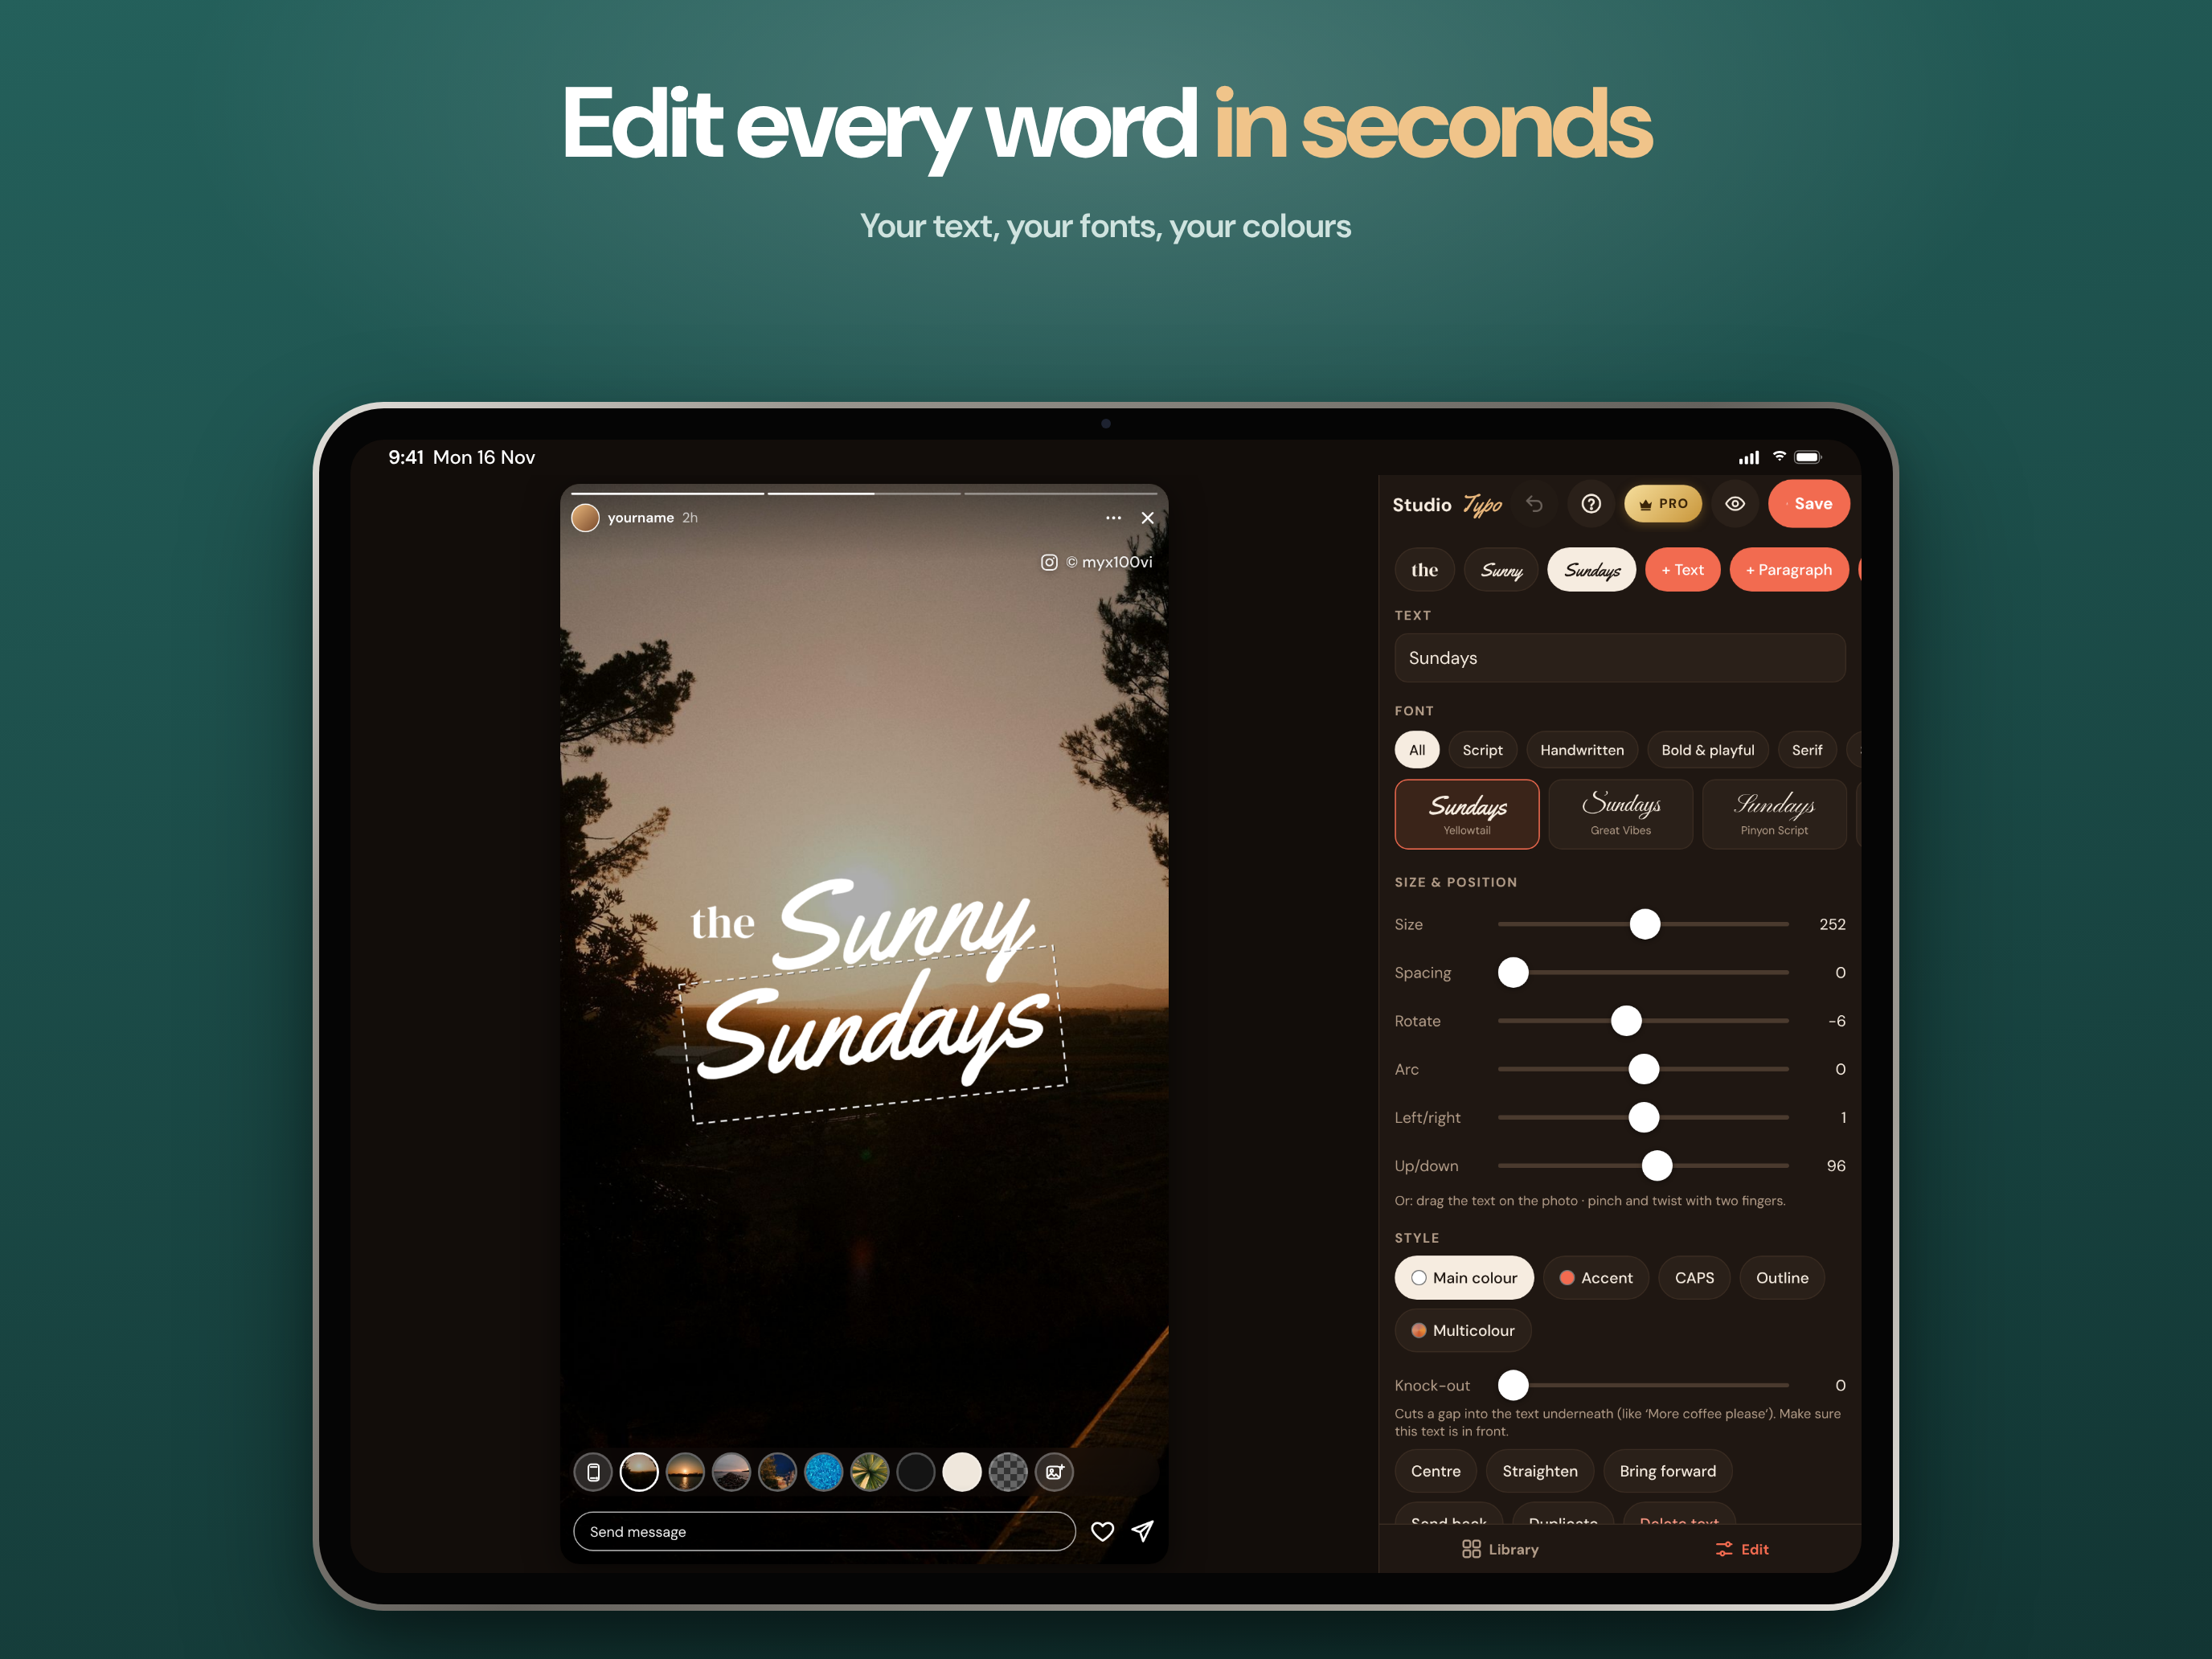 Edit every word in seconds
Your text, your fonts, your colours
9:41 Mon 16 Nov
yourname 2h
© myx100vi
the Sunny
Sundays
Send message
Studio Typo
PRO
Save
the
Sunny
Sundays
+ Text
+ Paragraph
TEXT
Sundays
FONT
All
Script
Handwritten
Bold & playful
Serif
Sundays
Yellowtail
Sundays
Great Vibes
Sundays
Pinyon Script
SIZE & POSITION
Size 252
Spacing 0
Rotate -6
Arc 0
Left/right 1
Up/down 96
Or: drag the text on the photo · pinch and twist with two fingers.
STYLE
Main colour
Accent
CAPS
Outline
Multicolour
Knock-out 0
Cuts a gap into the text underneath (like ‘More coffee please’). Make sure
this text is in front.
Centre
Straighten
Bring forward
Send back
Duplicate
Delete text
Library
Edit